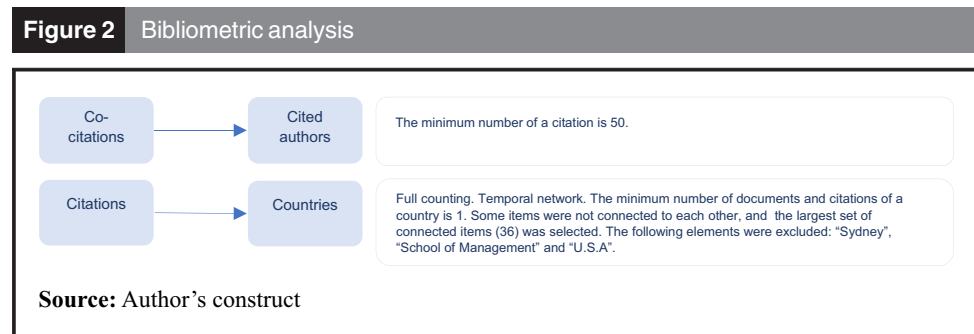 Figure 2 Bibliometric analysis
Co-
citations
Cited
authors
The minimum number of a citation is 50.
Citations
Countries
Full counting. Temporal network. The minimum number of documents and citations of a
country is 1. Some items were not connected to each other, and the largest set of
connected items (36) was selected. The following elements were excluded: “Sydney”,
“School of Management” and “U.S.A”.
Source: Author’s construct